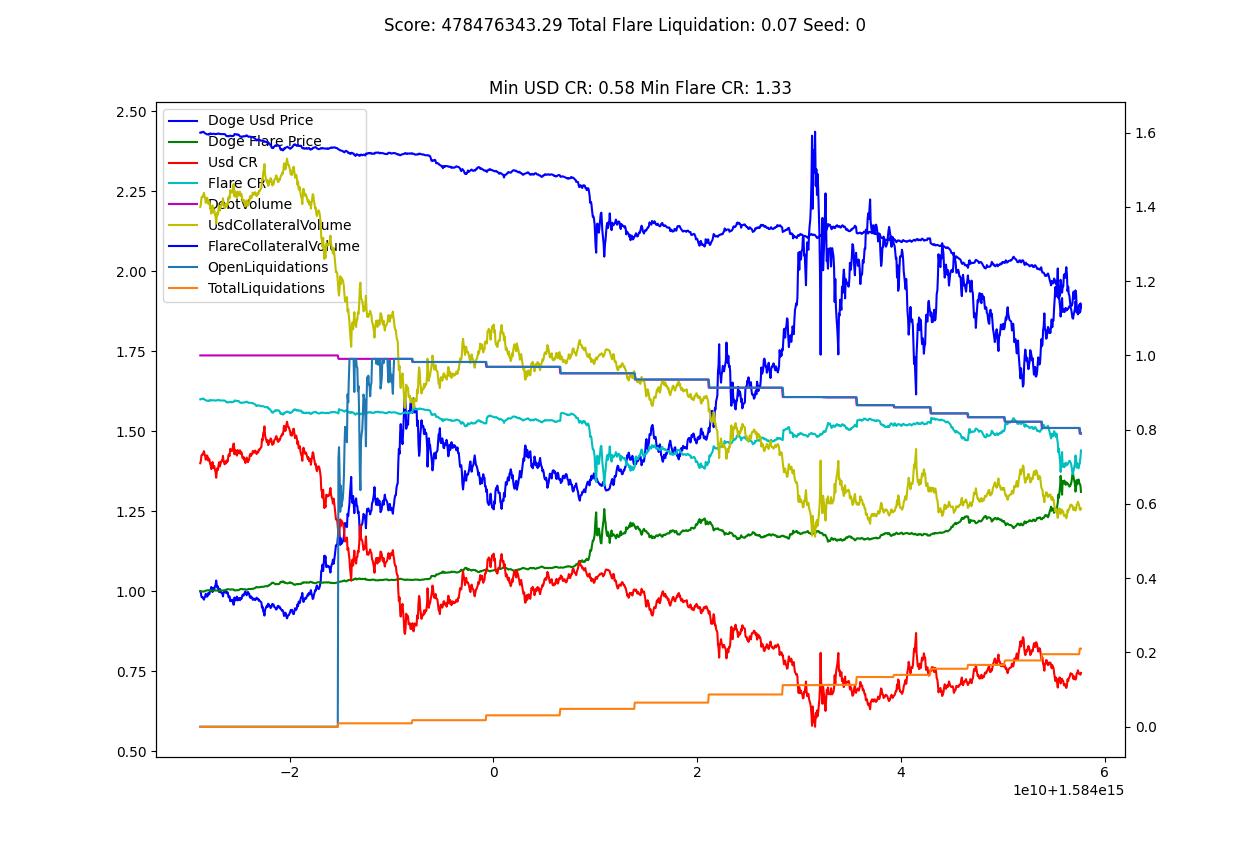 Score: 478476343.29 Total Flare Liquidation: 0.07 Seed: 0
Min USD CR: 0.58 Min Flare CR: 1.33
2.50
2.25
2.00
1.75
1.50
1.25
1.00
0.75
0.50
Doge Usd Price
Doge Flare Price
Usd CR
Flare CR
DebtVolume
UsdCollateralVolume
FlareCollateralVolume
OpenLiquidations
TotalLiquidations
1.6
1.4
1.2
1.0
0.8
0.6
0.4
0.2
0.0
−2 0 2 4 6
1e10+1.584e15